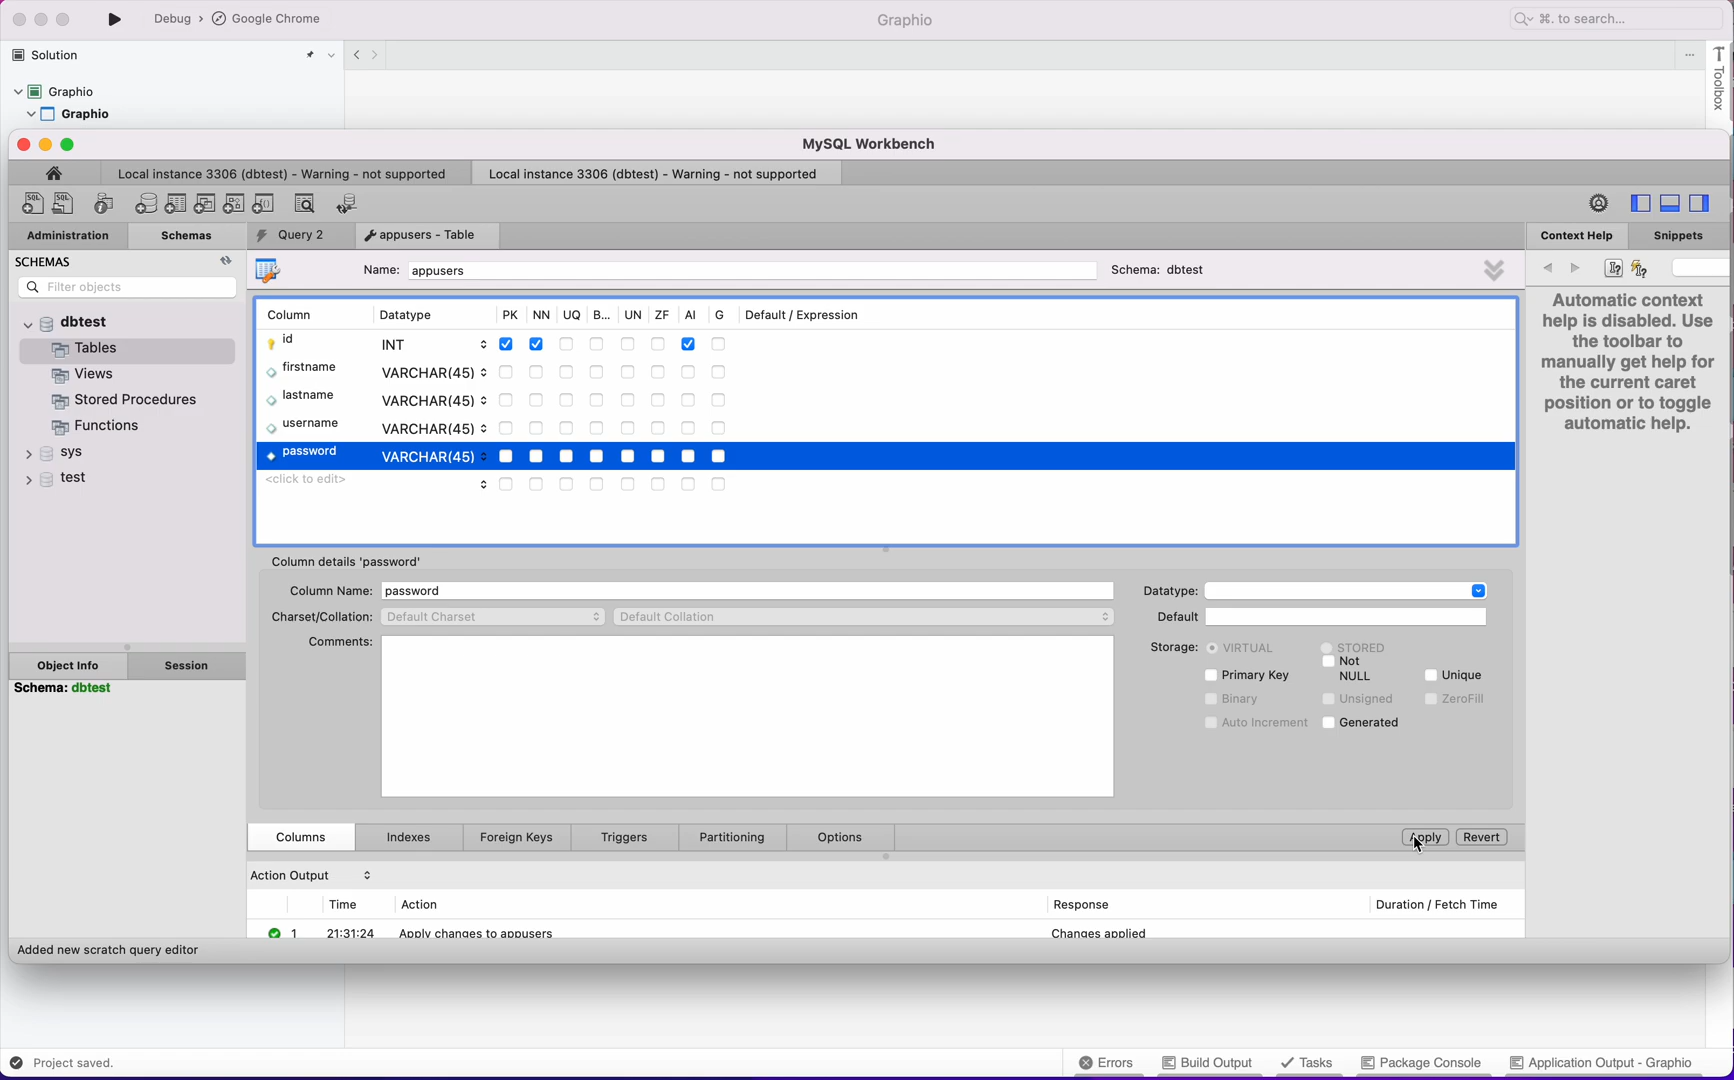 Debug › Google Chrome
Graphio
⌘. to search...
Solution
Toolbox
Graphio
Graphio
MySQL Workbench
Local instance 3306 (dbtest) - Warning - not supported
Local instance 3306 (dbtest) - Warning - not supported
Administration
Schemas
Query 2
appusers - Table
Context Help
Snippets
SCHEMAS
Name: appusers
Schema: dbtest
Filter objects
Automatic context
help is disabled. Use
the toolbar to
manually get help for
the current caret
position or to toggle
automatic help.
Column Datatype PK NN UQ B... UN ZF AI G Default / Expression
dbtest
Tables
Views
Stored Procedures
Functions
sys
test
id INT
firstname VARCHAR(45)
lastname VARCHAR(45)
username VARCHAR(45)
password VARCHAR(45)
<click to edit>
Column details 'password'
Column Name: password
Datatype:
Charset/Collation: Default Charset Default Collation
Default
Comments:
Storage: VIRTUAL STORED
Primary Key Not NULL Unique
Binary Unsigned ZeroFill
Auto Increment Generated
Object Info
Session
Schema: dbtest
Columns Indexes Foreign Keys Triggers Partitioning Options
Apply Revert
Action Output
Time Action Response Duration / Fetch Time
1 21:31:24 Apply changes to appusers Changes applied
Added new scratch query editor
Project saved.
Errors Build Output Tasks Package Console Application Output - Graphio